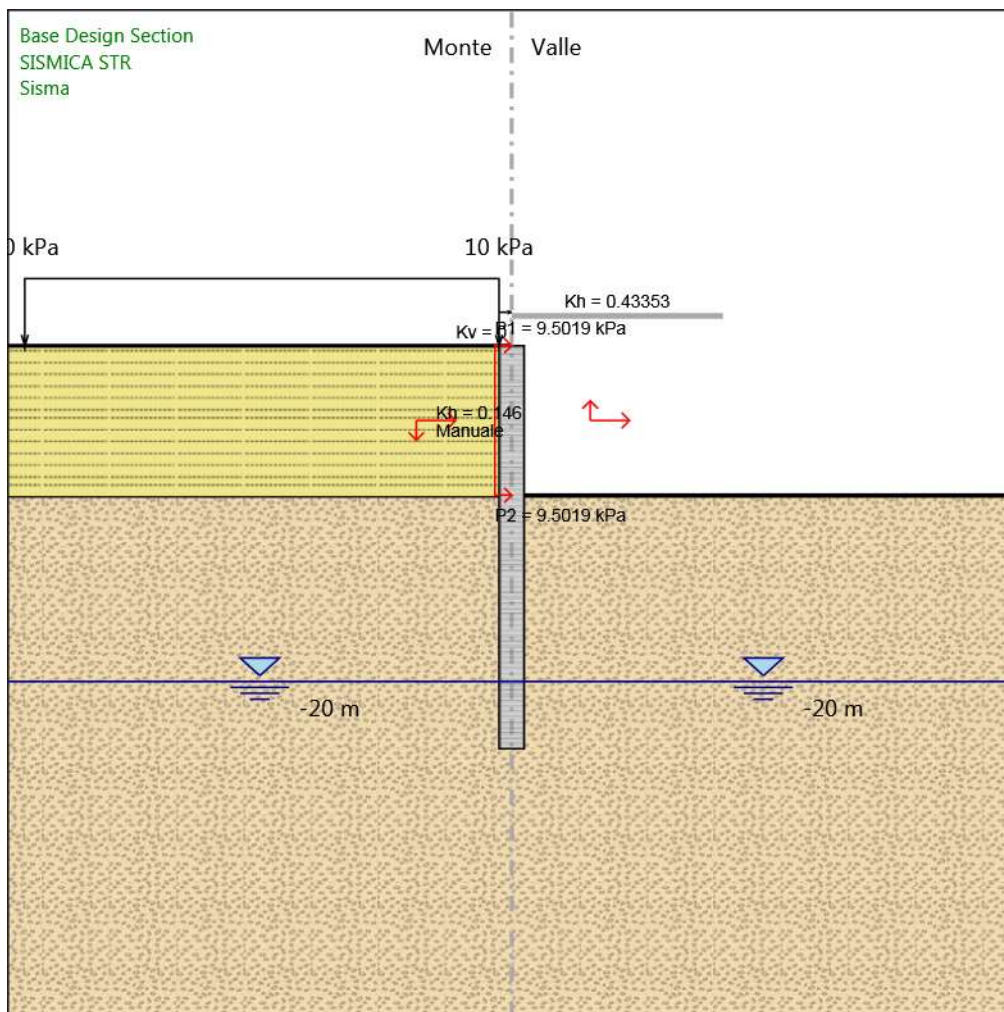 Base Design Section
SISMICA STR
Sisma
Monte Valle
0 kPa 10 kPa
Kh = 0.43353
P1 = 9.5019 kPa
Kv =
Kh = 0.146
Manuale
P2 = 9.5019 kPa
-20 m -20 m